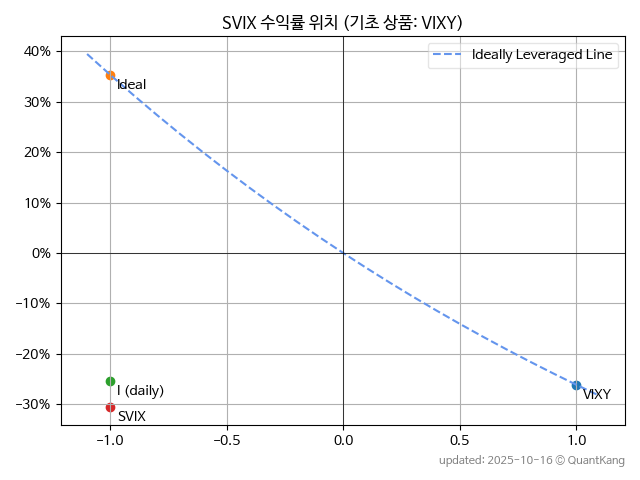 SVIX 수익률 위치 (기초 상품: VIXY)
Ideally Leveraged Line
40%
30%
20%
10%
0%
−10%
−20%
−30%
Ideal
I (daily)
SVIX
VIXY
−1.0
−0.5
0.0
0.5
1.0
updated: 2025-10-16 © QuantKang